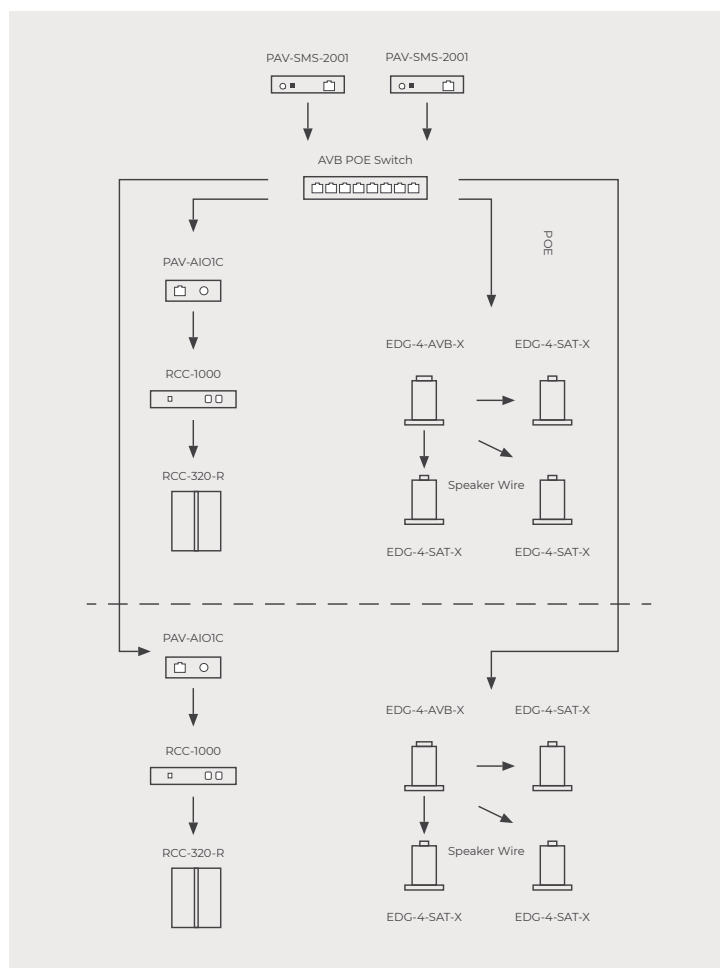 PAV-SMS-2001
PAV-SMS-2001
AVB POE Switch
POE
PAV-AIO1C
EDG-4-AVB-X
EDG-4-SAT-X
RCC-1000
RCC-320-R
Speaker Wire
EDG-4-SAT-X
EDG-4-SAT-X
PAV-AIO1C
EDG-4-AVB-X
EDG-4-SAT-X
RCC-1000
RCC-320-R
Speaker Wire
EDG-4-SAT-X
EDG-4-SAT-X